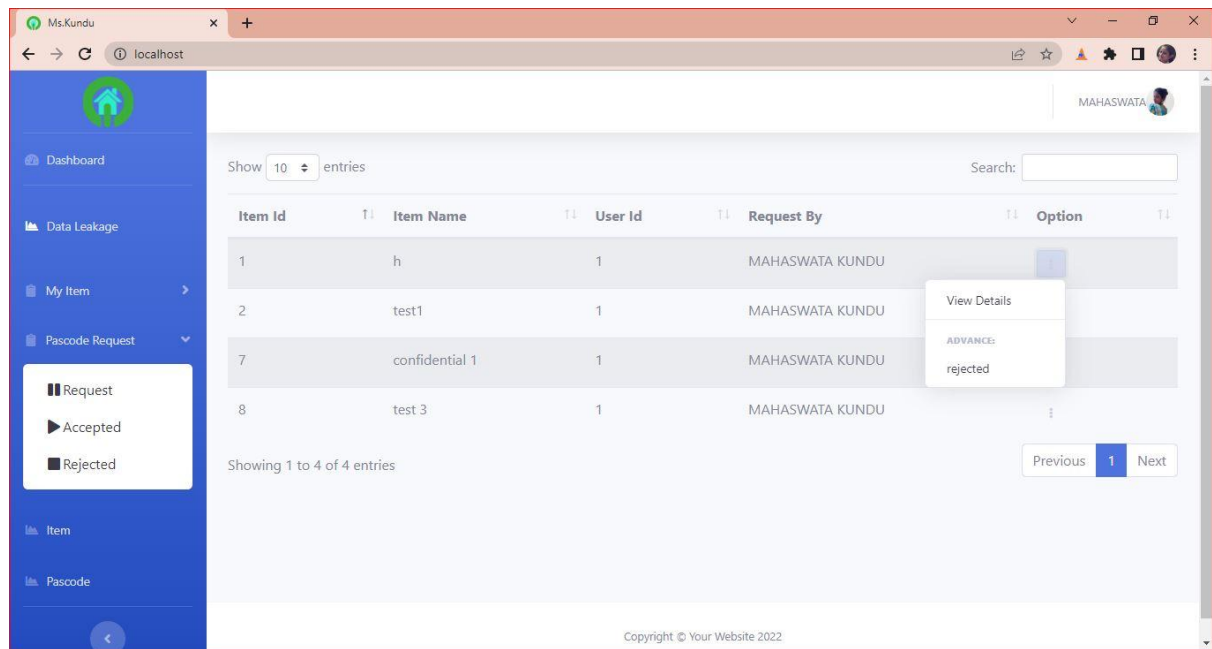 Ms.Kundu
localhost
MAHASWATA
Dashboard
Data Leakage
My Item
Pascode Request
Request
Accepted
Rejected
Item
Pascode
Show 10 entries
Search:
Item Id Item Name User Id Request By Option
1 h 1 MAHASWATA KUNDU
2 test1 1 MAHASWATA KUNDU
7 confidential 1 1 MAHASWATA KUNDU
8 test 3 1 MAHASWATA KUNDU
View Details
ADVANCE:
rejected
Showing 1 to 4 of 4 entries
Previous 1 Next
Copyright © Your Website 2022